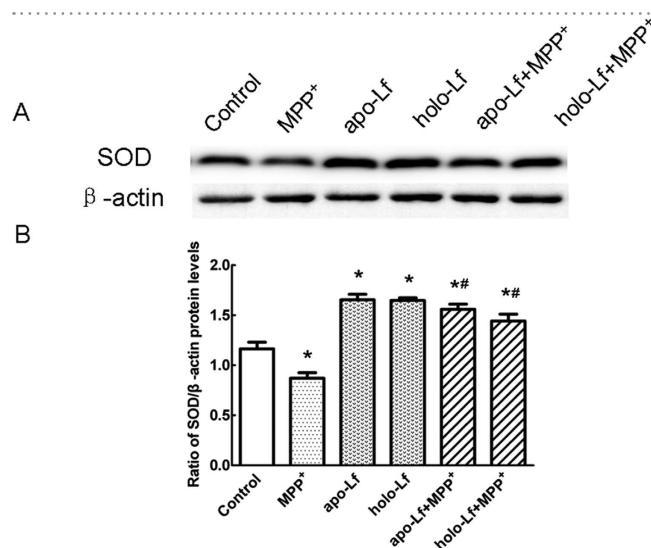 A
Control MPP⁺ apo-Lf holo-Lf apo-Lf+MPP⁺ holo-Lf+MPP⁺
SOD
β-actin
B
Ratio of SOD/β-actin protein levels
2.0
1.5
1.0
0.5
0.0
* * * *# *#
Control MPP⁺ apo-Lf holo-Lf apo-Lf+MPP⁺ holo-Lf+MPP⁺